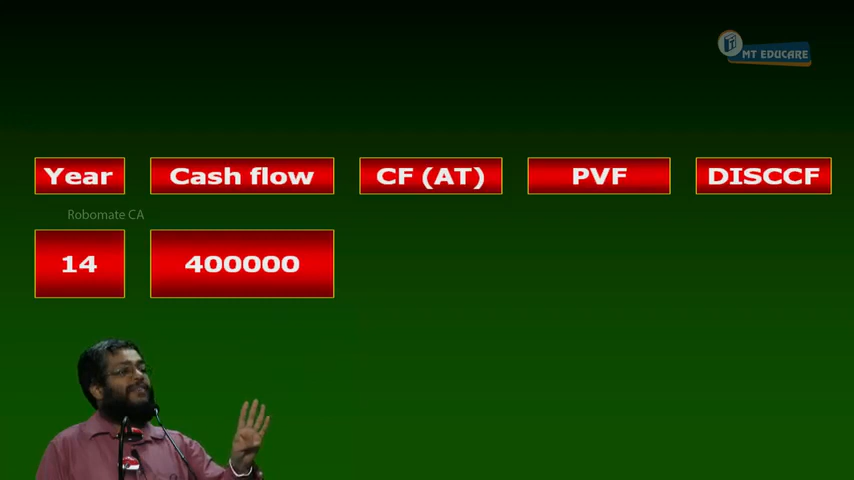 MT EDUCARE
Year Cash flow CF (AT) PVF DISCCF
Robomate CA
14 400000